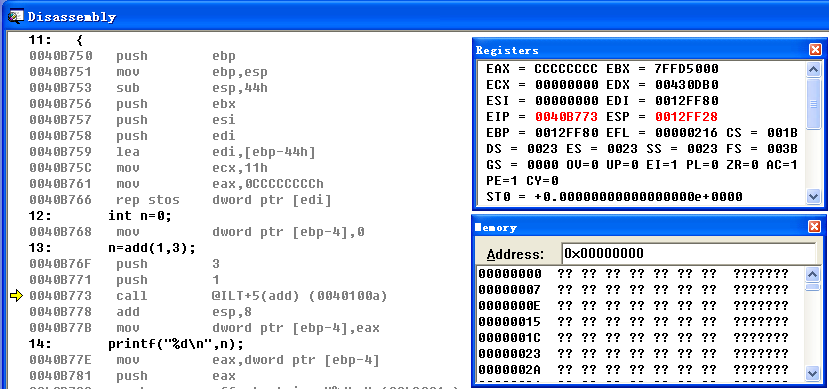 Disassembly
11:   {
0040B750   push        ebp
0040B751   mov         ebp,esp
0040B753   sub         esp,44h
0040B756   push        ebx
0040B757   push        esi
0040B758   push        edi
0040B759   lea         edi,[ebp-44h]
0040B75C   mov         ecx,11h
0040B761   mov         eax,0CCCCCCCCh
0040B766   rep stos    dword ptr [edi]
12:   int n=0;
0040B768   mov         dword ptr [ebp-4],0
13:   n=add(1,3);
0040B76F   push        3
0040B771   push        1
0040B773   call        @ILT+5(add) (0040100a)
0040B778   add         esp,8
0040B77B   mov         dword ptr [ebp-4],eax
14:   printf("%d\n",n);
0040B77E   mov         eax,dword ptr [ebp-4]
0040B781   push        eax
Registers
EAX = CCCCCCCC EBX = 7FFD5000
ECX = 00000000 EDX = 00430DB0
ESI = 00000000 EDI = 0012FF80
EIP = 0040B773 ESP = 0012FF28
EBP = 0012FF80 EFL = 00000216 CS = 001B
DS = 0023 ES = 0023 SS = 0023 FS = 003B
GS = 0000 OV=0 UP=0 EI=1 PL=0 ZR=0 AC=1
PE=1 CY=0
ST0 = +0.00000000000000000e+0000
Memory
Address: 0x00000000
00000000 ?? ?? ?? ?? ?? ?? ?? ???????
00000007 ?? ?? ?? ?? ?? ?? ?? ???????
0000000E ?? ?? ?? ?? ?? ?? ?? ???????
00000015 ?? ?? ?? ?? ?? ?? ?? ???????
0000001C ?? ?? ?? ?? ?? ?? ?? ???????
00000023 ?? ?? ?? ?? ?? ?? ?? ???????
0000002A ?? ?? ?? ?? ?? ?? ?? ???????